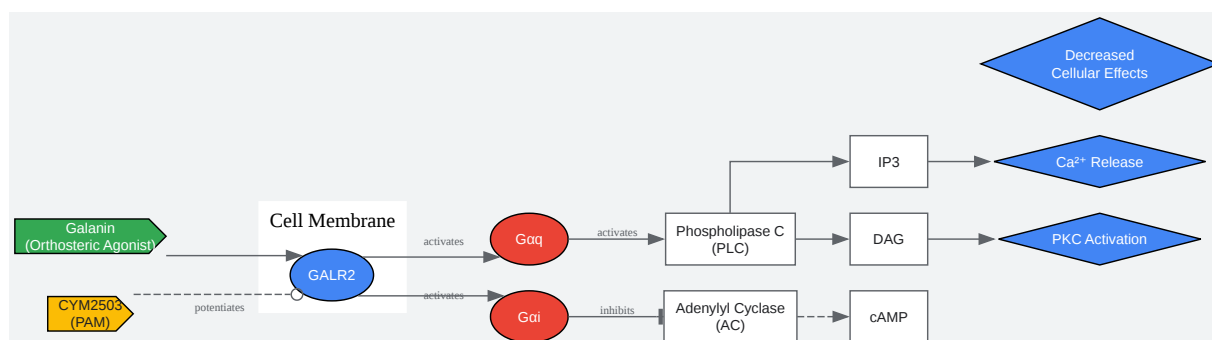 Decreased
Cellular Effects
IP3
Ca²⁺ Release
Galanin
(Orthosteric Agonist)
Cell Membrane
GALR2
activates
Gαq
activates
Phospholipase C
(PLC)
DAG
PKC Activation
CYM2503
(PAM)
potentiates
activates
Gαi
inhibits
Adenylyl Cyclase
(AC)
cAMP